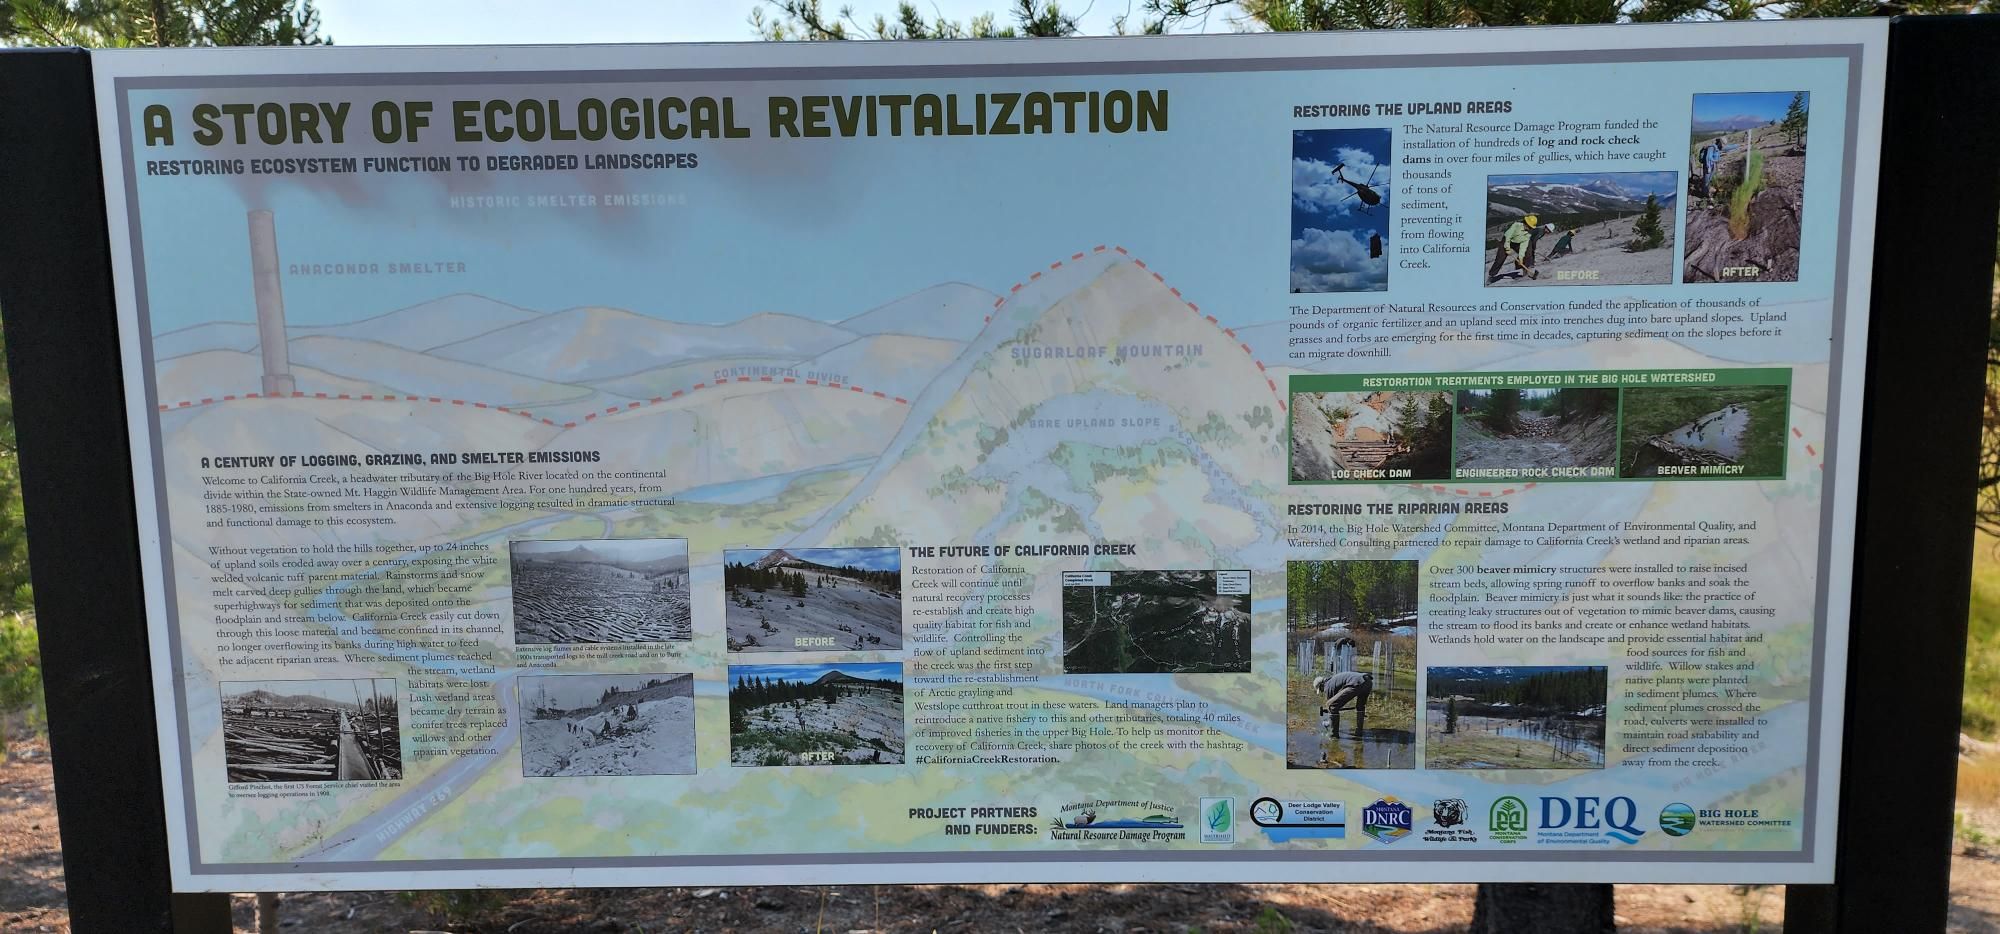 A STORY OF ECOLOGICAL REVITALIZATION
RESTORING ECOSYSTEM FUNCTION TO DEGRADED LANDSCAPES
HISTORIC SMELTER EMISSIONS
ANACONDA SMELTER
CONTINENTAL DIVIDE
SUGARLOAF MOUNTAIN
BARE UPLAND SLOPE
A CENTURY OF LOGGING, GRAZING, AND SMELTER EMISSIONS
Welcome to California Creek, a headwater tributary of the Big Hole River located on the continental
divide within the State-owned Mt. Haggin Wildlife Management Area. For one hundred years, from
1885-1980, emissions from smelters in Anaconda and extensive logging resulted in dramatic structural
and functional damage to this ecosystem.
Without vegetation to hold the hills together, up to 24 inches
of upland soils eroded away over a century, exposing the white
welded volcanic tuff parent material. Rainstorms and snow
melt carved deep gullies through the land, which became
superhighways for sediment that was deposited onto the
floodplain and stream below. California Creek easily cut down
through this loose material and became confined in its channel,
no longer overflowing its banks during high water to feed
the adjacent riparian areas. Where sediment plumes reached
the stream, wetland
habitats were lost.
Lush wetland areas
became dry terrain as
conifer trees replaced
willows and other
riparian vegetation.
Gifford Pinchot, the first US Forest Service chief visited the area
to oversee logging operations in 1908.
Extensive log flumes and cable systems installed in the late
1900s transported logs to the mill creek road and on to Butte
and Anaconda.
HIGHWAY 269
BEFORE
AFTER
THE FUTURE OF CALIFORNIA CREEK
Restoration of California
Creek will continue until
natural recovery processes
re-establish and create high
quality habitat for fish and
wildlife. Controlling the
flow of upland sediment into
the creek was the first step
toward the re-establishment
of Arctic grayling and
Westslope cutthroat trout in these waters. Land managers plan to
reintroduce a native fishery to this and other tributaries, totaling 40 miles
of improved fisheries in the upper Big Hole. To help us monitor the
recovery of California Creek, share photos of the creek with the hashtag:
#CaliforniaCreekRestoration.
California Creek
Completed Work
NORTH FORK
RESTORING THE UPLAND AREAS
The Natural Resource Damage Program funded the
installation of hundreds of log and rock check
dams in over four miles of gullies, which have caught
thousands
of tons of
sediment,
preventing it
from flowing
into California
Creek.
BEFORE
AFTER
The Department of Natural Resources and Conservation funded the application of thousands of
pounds of organic fertilizer and an upland seed mix into trenches dug into bare upland slopes. Upland
grasses and forbs are emerging for the first time in decades, capturing sediment on the slopes before it
can migrate downhill.
RESTORATION TREATMENTS EMPLOYED IN THE BIG HOLE WATERSHED
LOG CHECK DAM
ENGINEERED ROCK CHECK DAM
BEAVER MIMICRY
RESTORING THE RIPARIAN AREAS
In 2014, the Big Hole Watershed Committee, Montana Department of Environmental Quality, and
Watershed Consulting partnered to repair damage to California Creek's wetland and riparian areas.
Over 300 beaver mimicry structures were installed to raise incised
stream beds, allowing spring runoff to overflow banks and soak the
floodplain. Beaver mimicry is just what it sounds like: the practice of
creating leaky structures out of vegetation to mimic beaver dams, causing
the stream to flood its banks and create or enhance wetland habitats.
Wetlands hold water on the landscape and provide essential habitat and
food sources for fish and
wildlife. Willow stakes and
native plants were planted
in sediment plumes. Where
sediment plumes crossed the
road, culverts were installed to
maintain road stability and
direct sediment deposition
away from the creek.
BIG HOLE RIVER
PROJECT PARTNERS
AND FUNDERS:
Montana Department of Justice
Natural Resource Damage Program
WATERSHED
Deer Lodge Valley
Conservation
District
MONTANA
DNRC
Montana Fish
Wildlife & Parks
MONTANA
CONSERVATION
CORPS
DEQ
Montana Department
of Environmental Quality
BIG HOLE
WATERSHED COMMITTEE